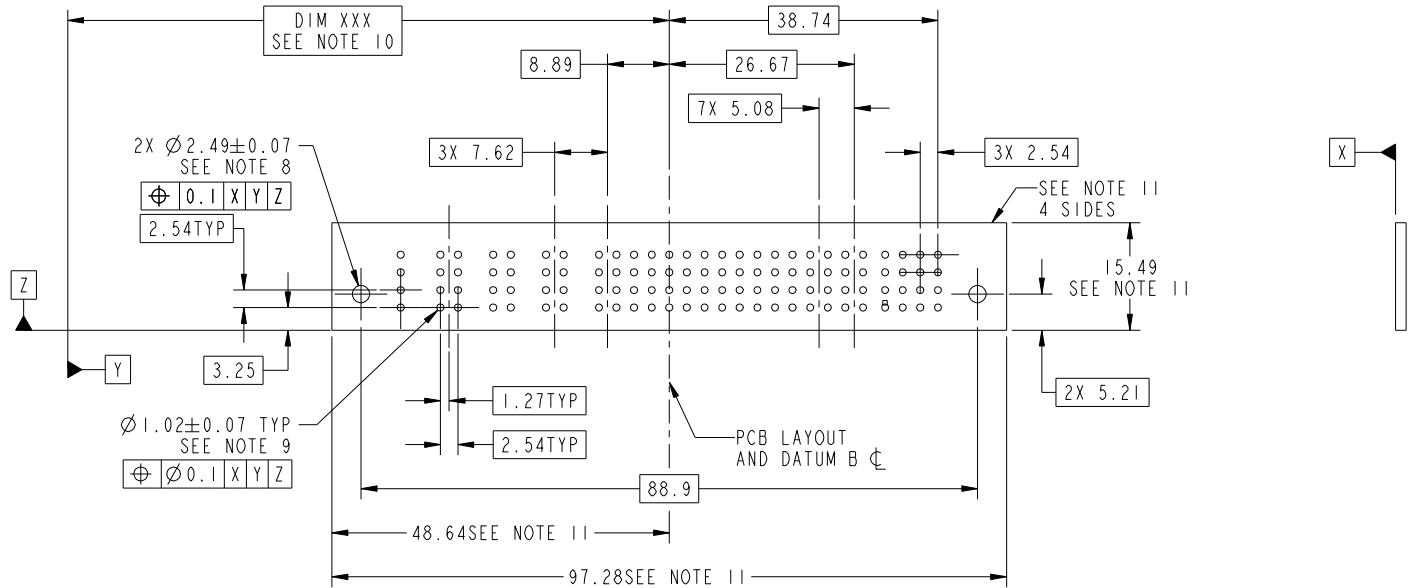 DIM XXX
SEE NOTE 10
38.74
8.89
26.67
7X 5.08
2X Ø2.49±0.07
SEE NOTE 8
⌖ 0.1 X Y Z
3X 7.62
3X 2.54
X
SEE NOTE 11
4 SIDES
2.54TYP
15.49
SEE NOTE 11
Z
Y
3.25
2X 5.21
1.27TYP
Ø1.02±0.07 TYP
SEE NOTE 9
⌖ Ø0.1 X Y Z
2.54TYP
PCB LAYOUT
AND DATUM B ℄
88.9
48.64SEE NOTE 11
97.28SEE NOTE 11